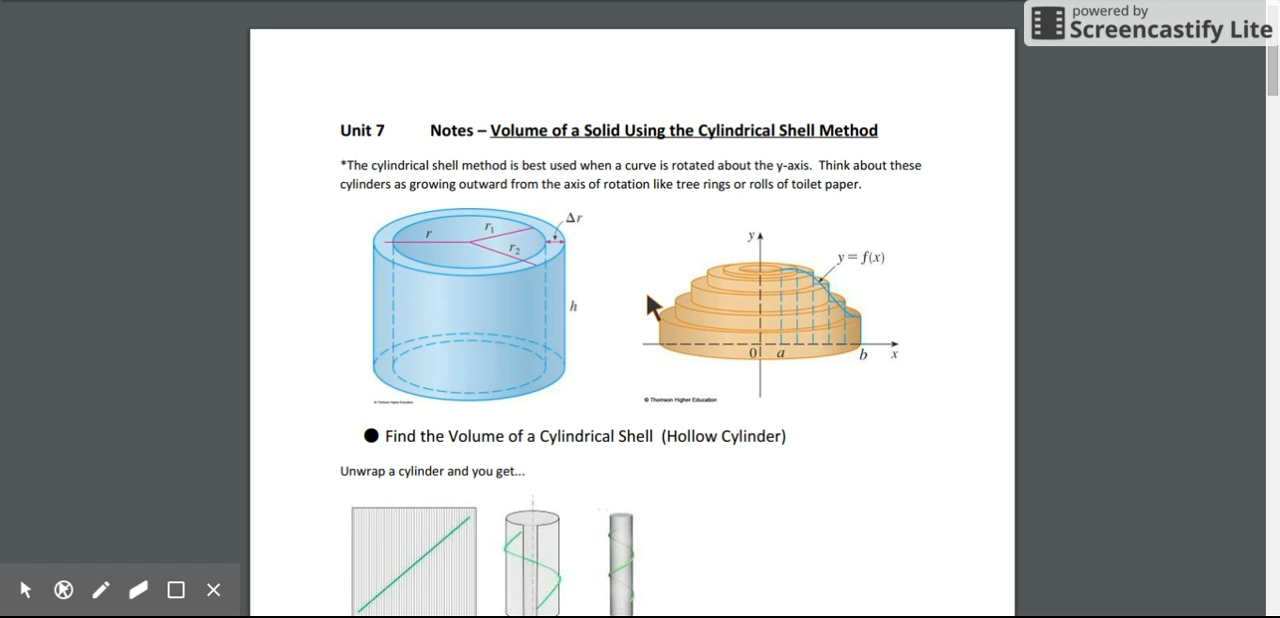 powered by
Screencastify Lite
Unit 7 Notes – Volume of a Solid Using the Cylindrical Shell Method
*The cylindrical shell method is best used when a curve is rotated about the y-axis. Think about these
cylinders as growing outward from the axis of rotation like tree rings or rolls of toilet paper.
Δr
r
r₁
r₂
h
y
y = f(x)
0
a
b
x
© Thomson Higher Education
© Thomson Higher Education
● Find the Volume of a Cylindrical Shell (Hollow Cylinder)
Unwrap a cylinder and you get...